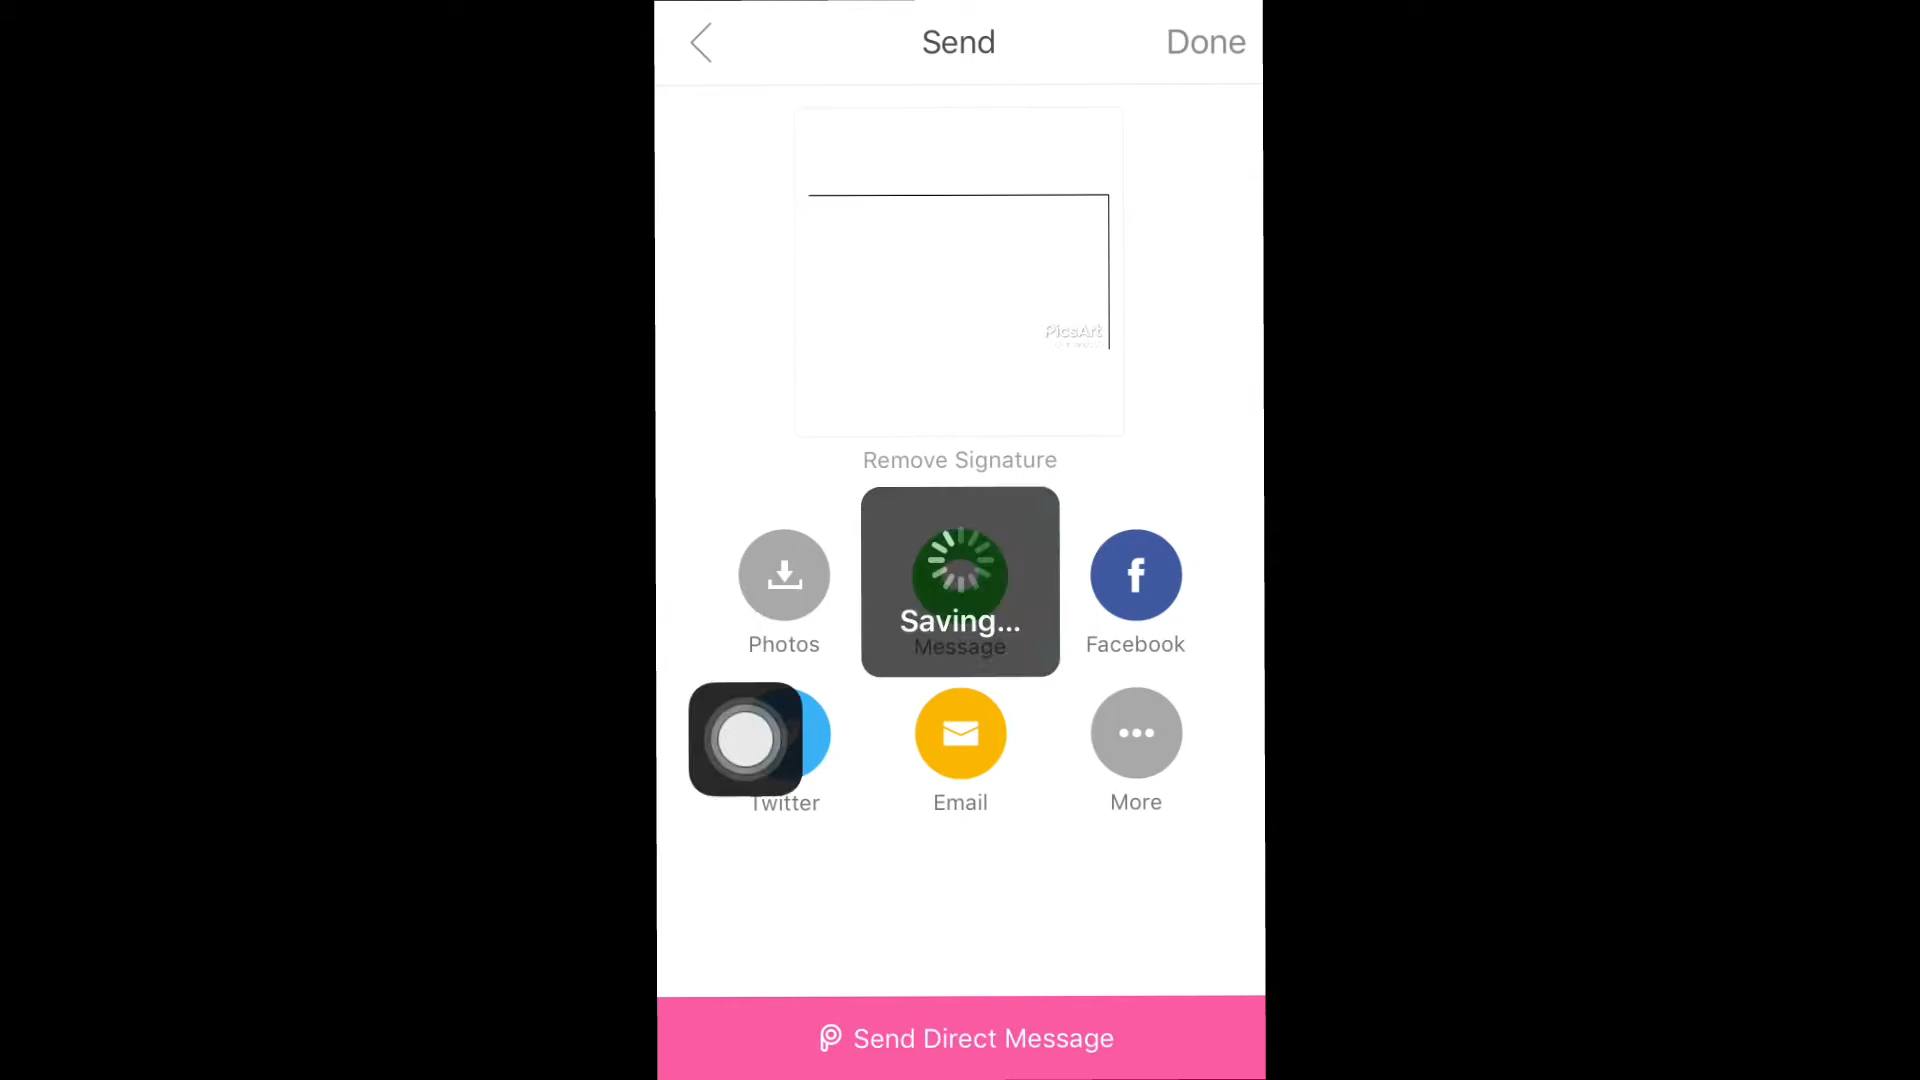 Send
Done
PicsArt
Remove Signature
Saving...
Photos
Message
Facebook
Twitter
Email
More
Send Direct Message